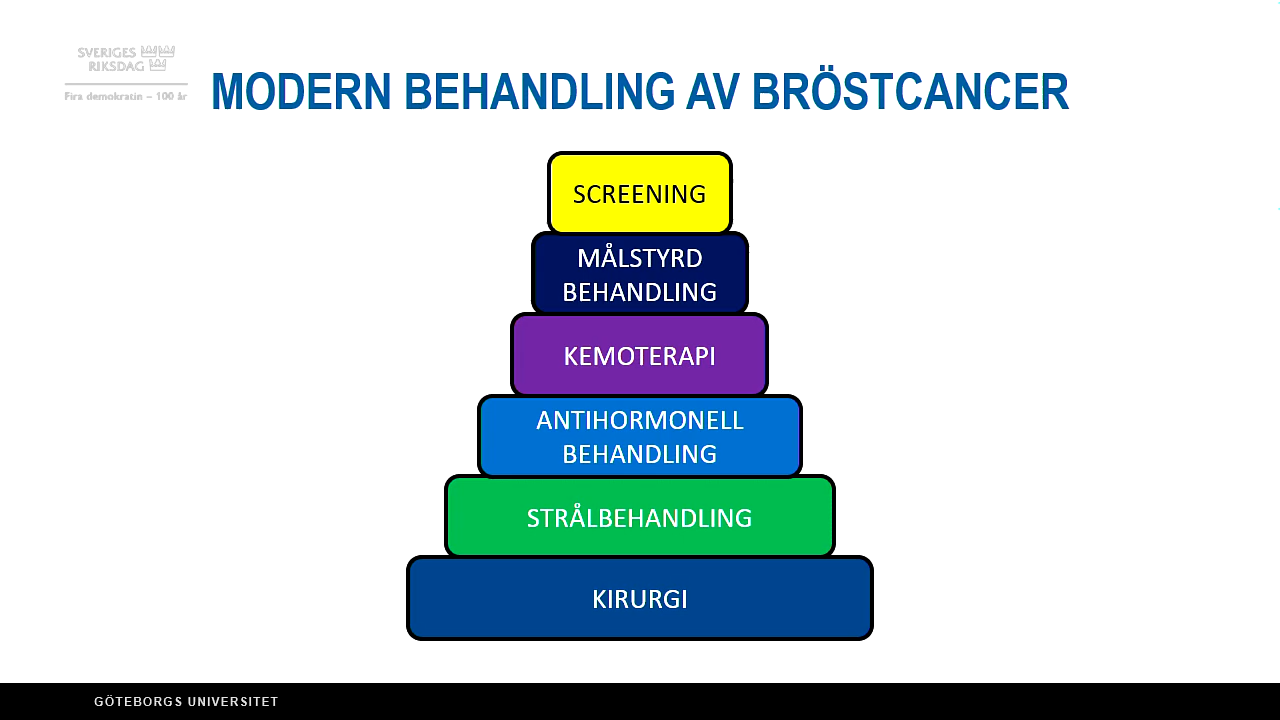 SVERIGES
RIKSDAG
Fira demokratin – 100 år
MODERN BEHANDLING AV BRÖSTCANCER
SCREENING
MÅLSTYRD
BEHANDLING
KEMOTERAPI
ANTIHORMONELL
BEHANDLING
STRÅLBEHANDLING
KIRURGI
GÖTEBORGS UNIVERSITET